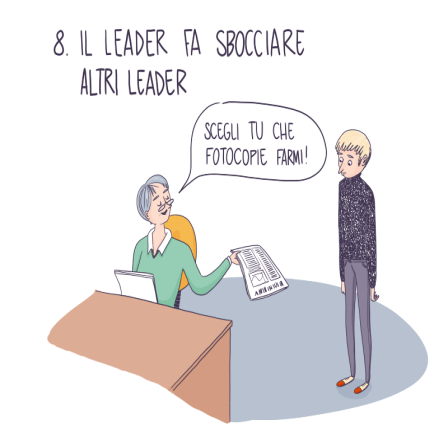 8. IL LEADER FA SBOCCIARE
ALTRI LEADER
SCEGLI TU CHE
FOTOCOPIE FARMI!